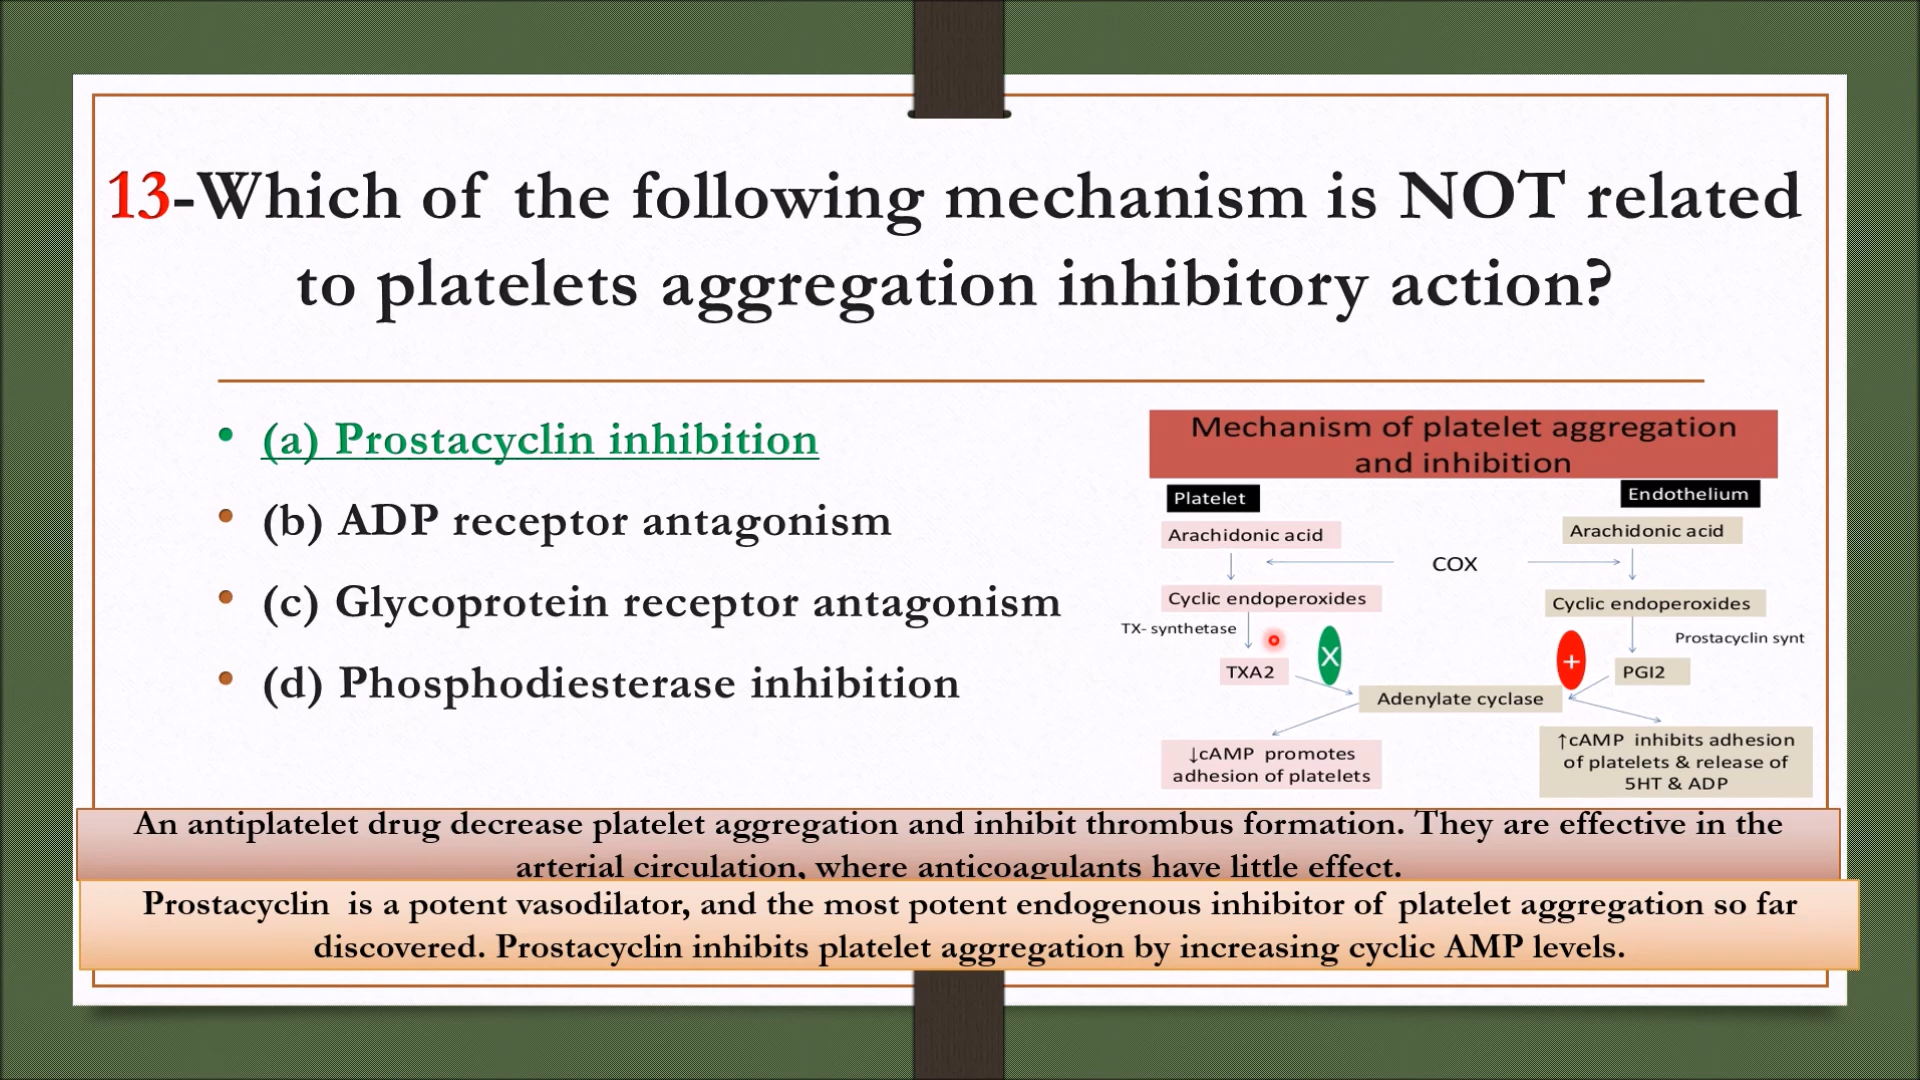 13-Which of the following mechanism is NOT related
to platelets aggregation inhibitory action?
• (a) Prostacyclin inhibition
• (b) ADP receptor antagonism
• (c) Glycoprotein receptor antagonism
• (d) Phosphodiesterase inhibition
Mechanism of platelet aggregation
and inhibition
Platelet
Endothelium
Arachidonic acid
Arachidonic acid
COX
Cyclic endoperoxides
Cyclic endoperoxides
TX- synthetase
Prostacyclin synt
X
+
TXA2
PGI2
Adenylate cyclase
↓cAMP promotes
adhesion of platelets
↑cAMP inhibits adhesion
of platelets & release of
5HT & ADP
An antiplatelet drug decrease platelet aggregation and inhibit thrombus formation. They are effective in the
arterial circulation, where anticoagulants have little effect.
Prostacyclin is a potent vasodilator, and the most potent endogenous inhibitor of platelet aggregation so far
discovered. Prostacyclin inhibits platelet aggregation by increasing cyclic AMP levels.